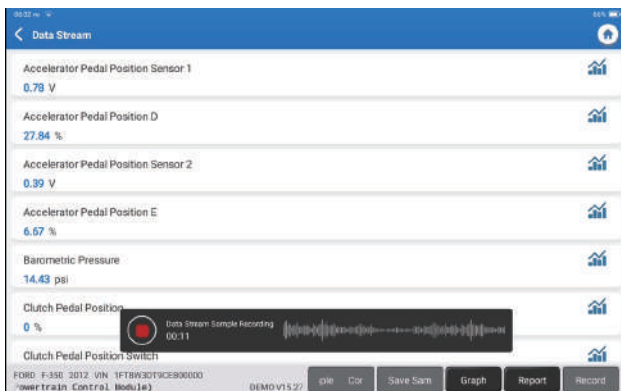 Data Stream
Accelerator Pedal Position Sensor 1
0.78 V
Accelerator Pedal Position D
27.84 %
Accelerator Pedal Position Sensor 2
0.39 V
Accelerator Pedal Position E
6.67 %
Barometric Pressure
14.43 psi
Clutch Pedal Position
0 %
Data Stream Sample Recording
00:11
Clutch Pedal Position Switch
FORD F-350 2012 VIN 1FT8W3DT9CEB00000
owertrain Control Module)
DEMO V15.27
ple Cor
Save Sam
Graph
Report
Record